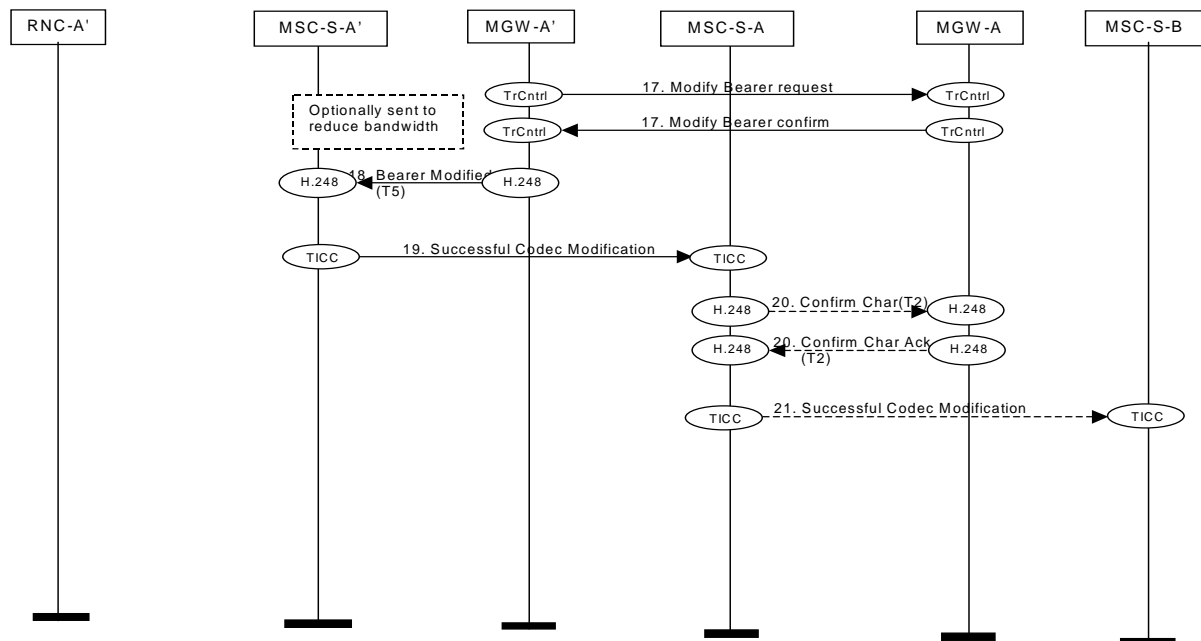 RNC-A'
MSC-S-A’
MGW-A’
MSC-S-A
MGW-A
MSC-S-B
TrCntrl
17. Modify Bearer request
TrCntrl
Optionally sent to
reduce bandwidth
TrCntrl
17. Modify Bearer confirm
TrCntrl
H.248
18. Bearer Modified
(T5)
H.248
TICC
19. Successful Codec Modification
TICC
H.248
20. Confirm Char(T2)
H.248
H.248
20. Confirm Char Ack
(T2)
H.248
TICC
21. Successful Codec Modification
TICC